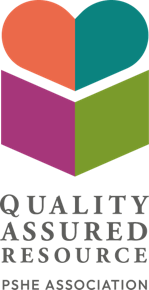 QUALITY
ASSURED
RESOURCE
PSHE ASSOCIATION